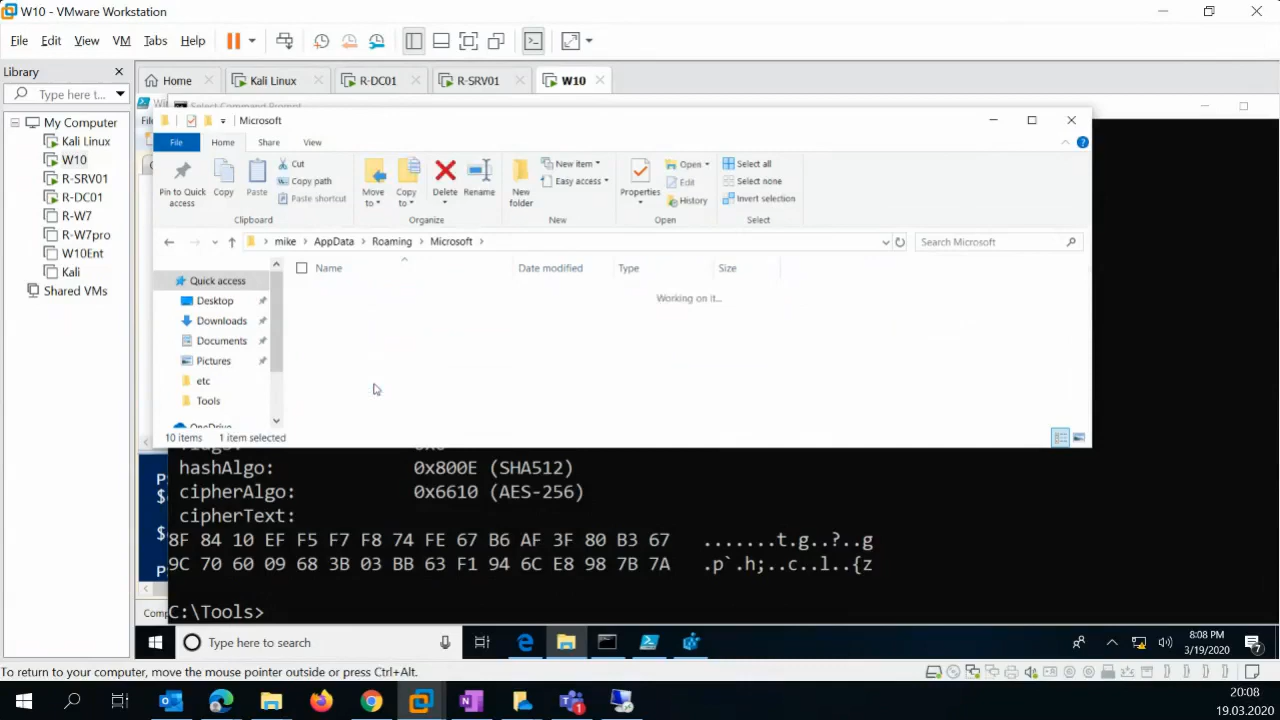 W10 - VMware Workstation
File Edit View VM Tabs Help
Library
Type here t...
My Computer
Kali Linux
W10
R-SRV01
R-DC01
R-W7
R-W7pro
W10Ent
Kali
Shared VMs
Home Kali Linux R-DC01 R-SRV01 W10
Select Command Prompt
Microsoft
File Home Share View
Pin to Quick access
Copy
Paste
Cut
Copy path
Paste shortcut
Clipboard
Move to
Copy to
Delete
Rename
Organize
New folder
New item
Easy access
New
Properties
Open
Edit
History
Open
Select all
Select none
Invert selection
Select
mike > AppData > Roaming > Microsoft >
Search Microsoft
Name Date modified Type Size
Working on it...
Quick access
Desktop
Downloads
Documents
Pictures
etc
Tools
OneDrive
10 items 1 item selected
hashAlgo: 0x800E (SHA512)
cipherAlgo: 0x6610 (AES-256)
cipherText:
8F 84 10 EF F5 F7 F8 74 FE 67 B6 AF 3F 80 B3 67 .......t.g..?..g
9C 70 60 09 68 3B 03 BB 63 F1 94 6C E8 98 7B 7A .p`.h;..c..l..{z
C:\Tools>
Type here to search
8:08 PM
3/19/2020
7
To return to your computer, move the mouse pointer outside or press Ctrl+Alt.
1
20:08
19.03.2020